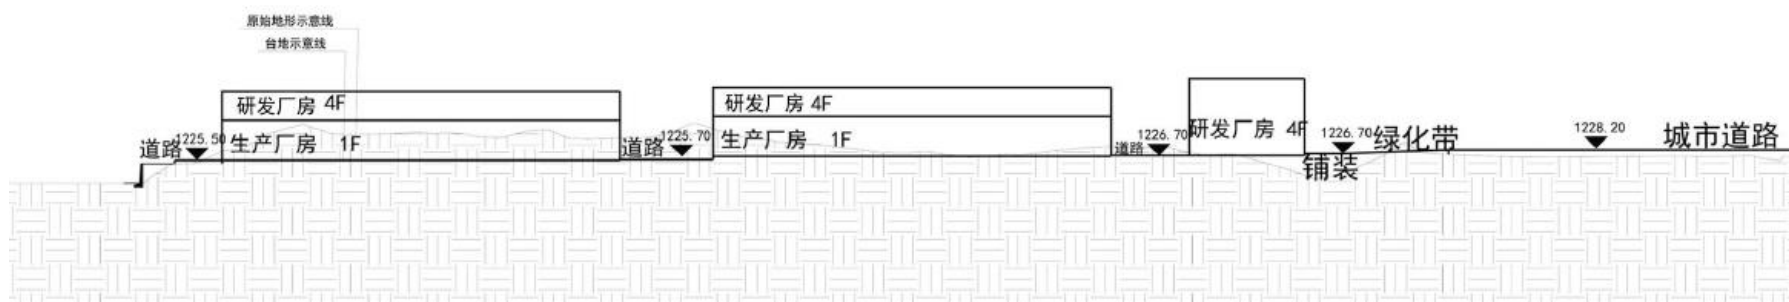 原始地形示意线
台地示意线
研发厂房 4F
生产厂房 1F
道路
1225.50
道路
1225.70
研发厂房 4F
生产厂房 1F
道路
1226.70
研发厂房 4F
1226.70
铺装
绿化带
1228.20
城市道路